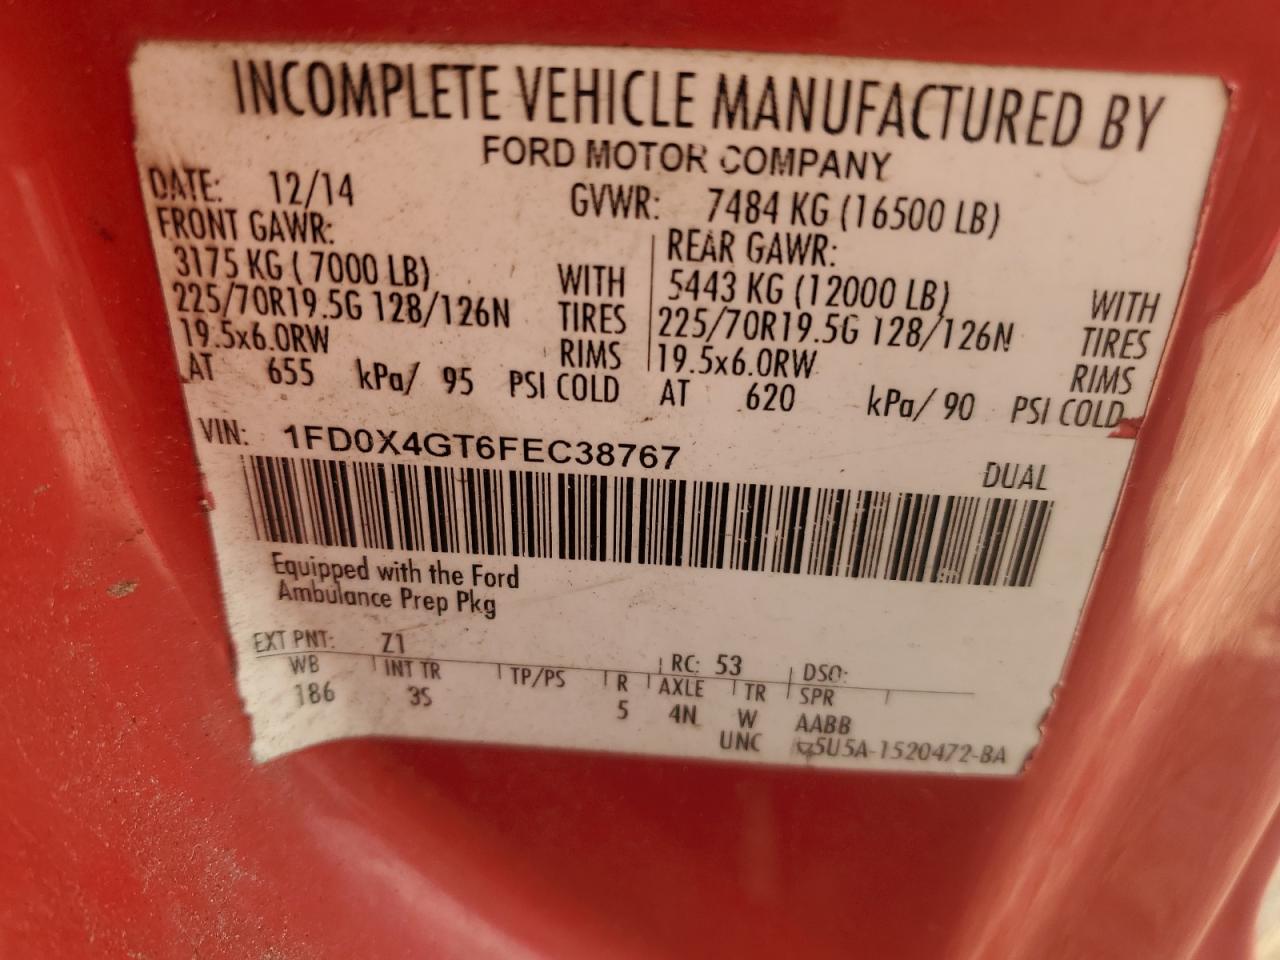 INCOMPLETE VEHICLE MANUFACTURED BY
FORD MOTOR COMPANY
DATE: 12/14 GVWR: 7484 KG (16500 LB)
FRONT GAWR: REAR GAWR:
3175 KG ( 7000 LB) WITH 5443 KG (12000 LB) WITH
225/70R19.5G 128/126N TIRES 225/70R19.5G 128/126N TIRES
19.5x6.0RW RIMS 19.5x6.0RW RIMS
AT 655 kPa/ 95 PSI COLD AT 620 kPa/ 90 PSI COLD
VIN: 1FD0X4GT6FEC38767
DUAL
Equipped with the Ford
Ambulance Prep Pkg
EXT PNT: Z1 RC: 53 DSO:
WB INT TR TP/PS R AXLE TR SPR
186 3S 5 4N W AABB
UNC 5U5A-1520472-BA